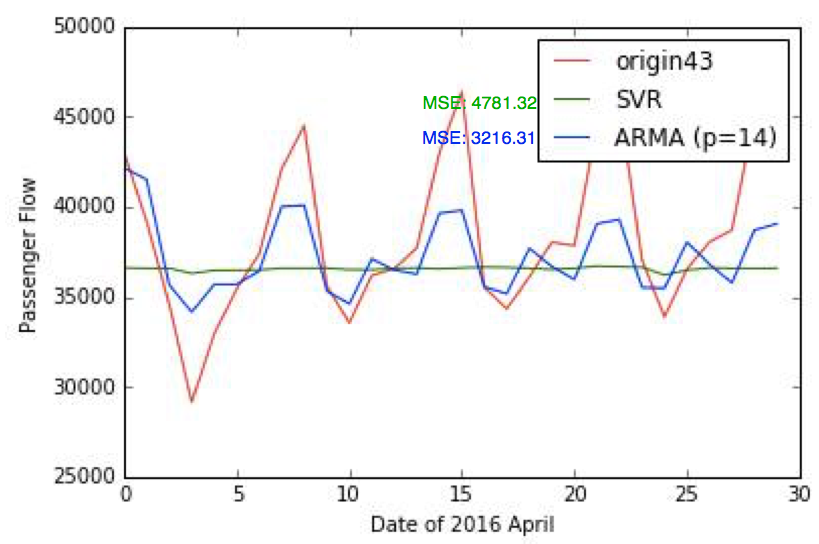 50000
45000
40000
35000
30000
25000
Passenger Flow
MSE: 4781.32
MSE: 3216.31
origin43
SVR
ARMA (p=14)
0 5 10 15 20 25 30
Date of 2016 April